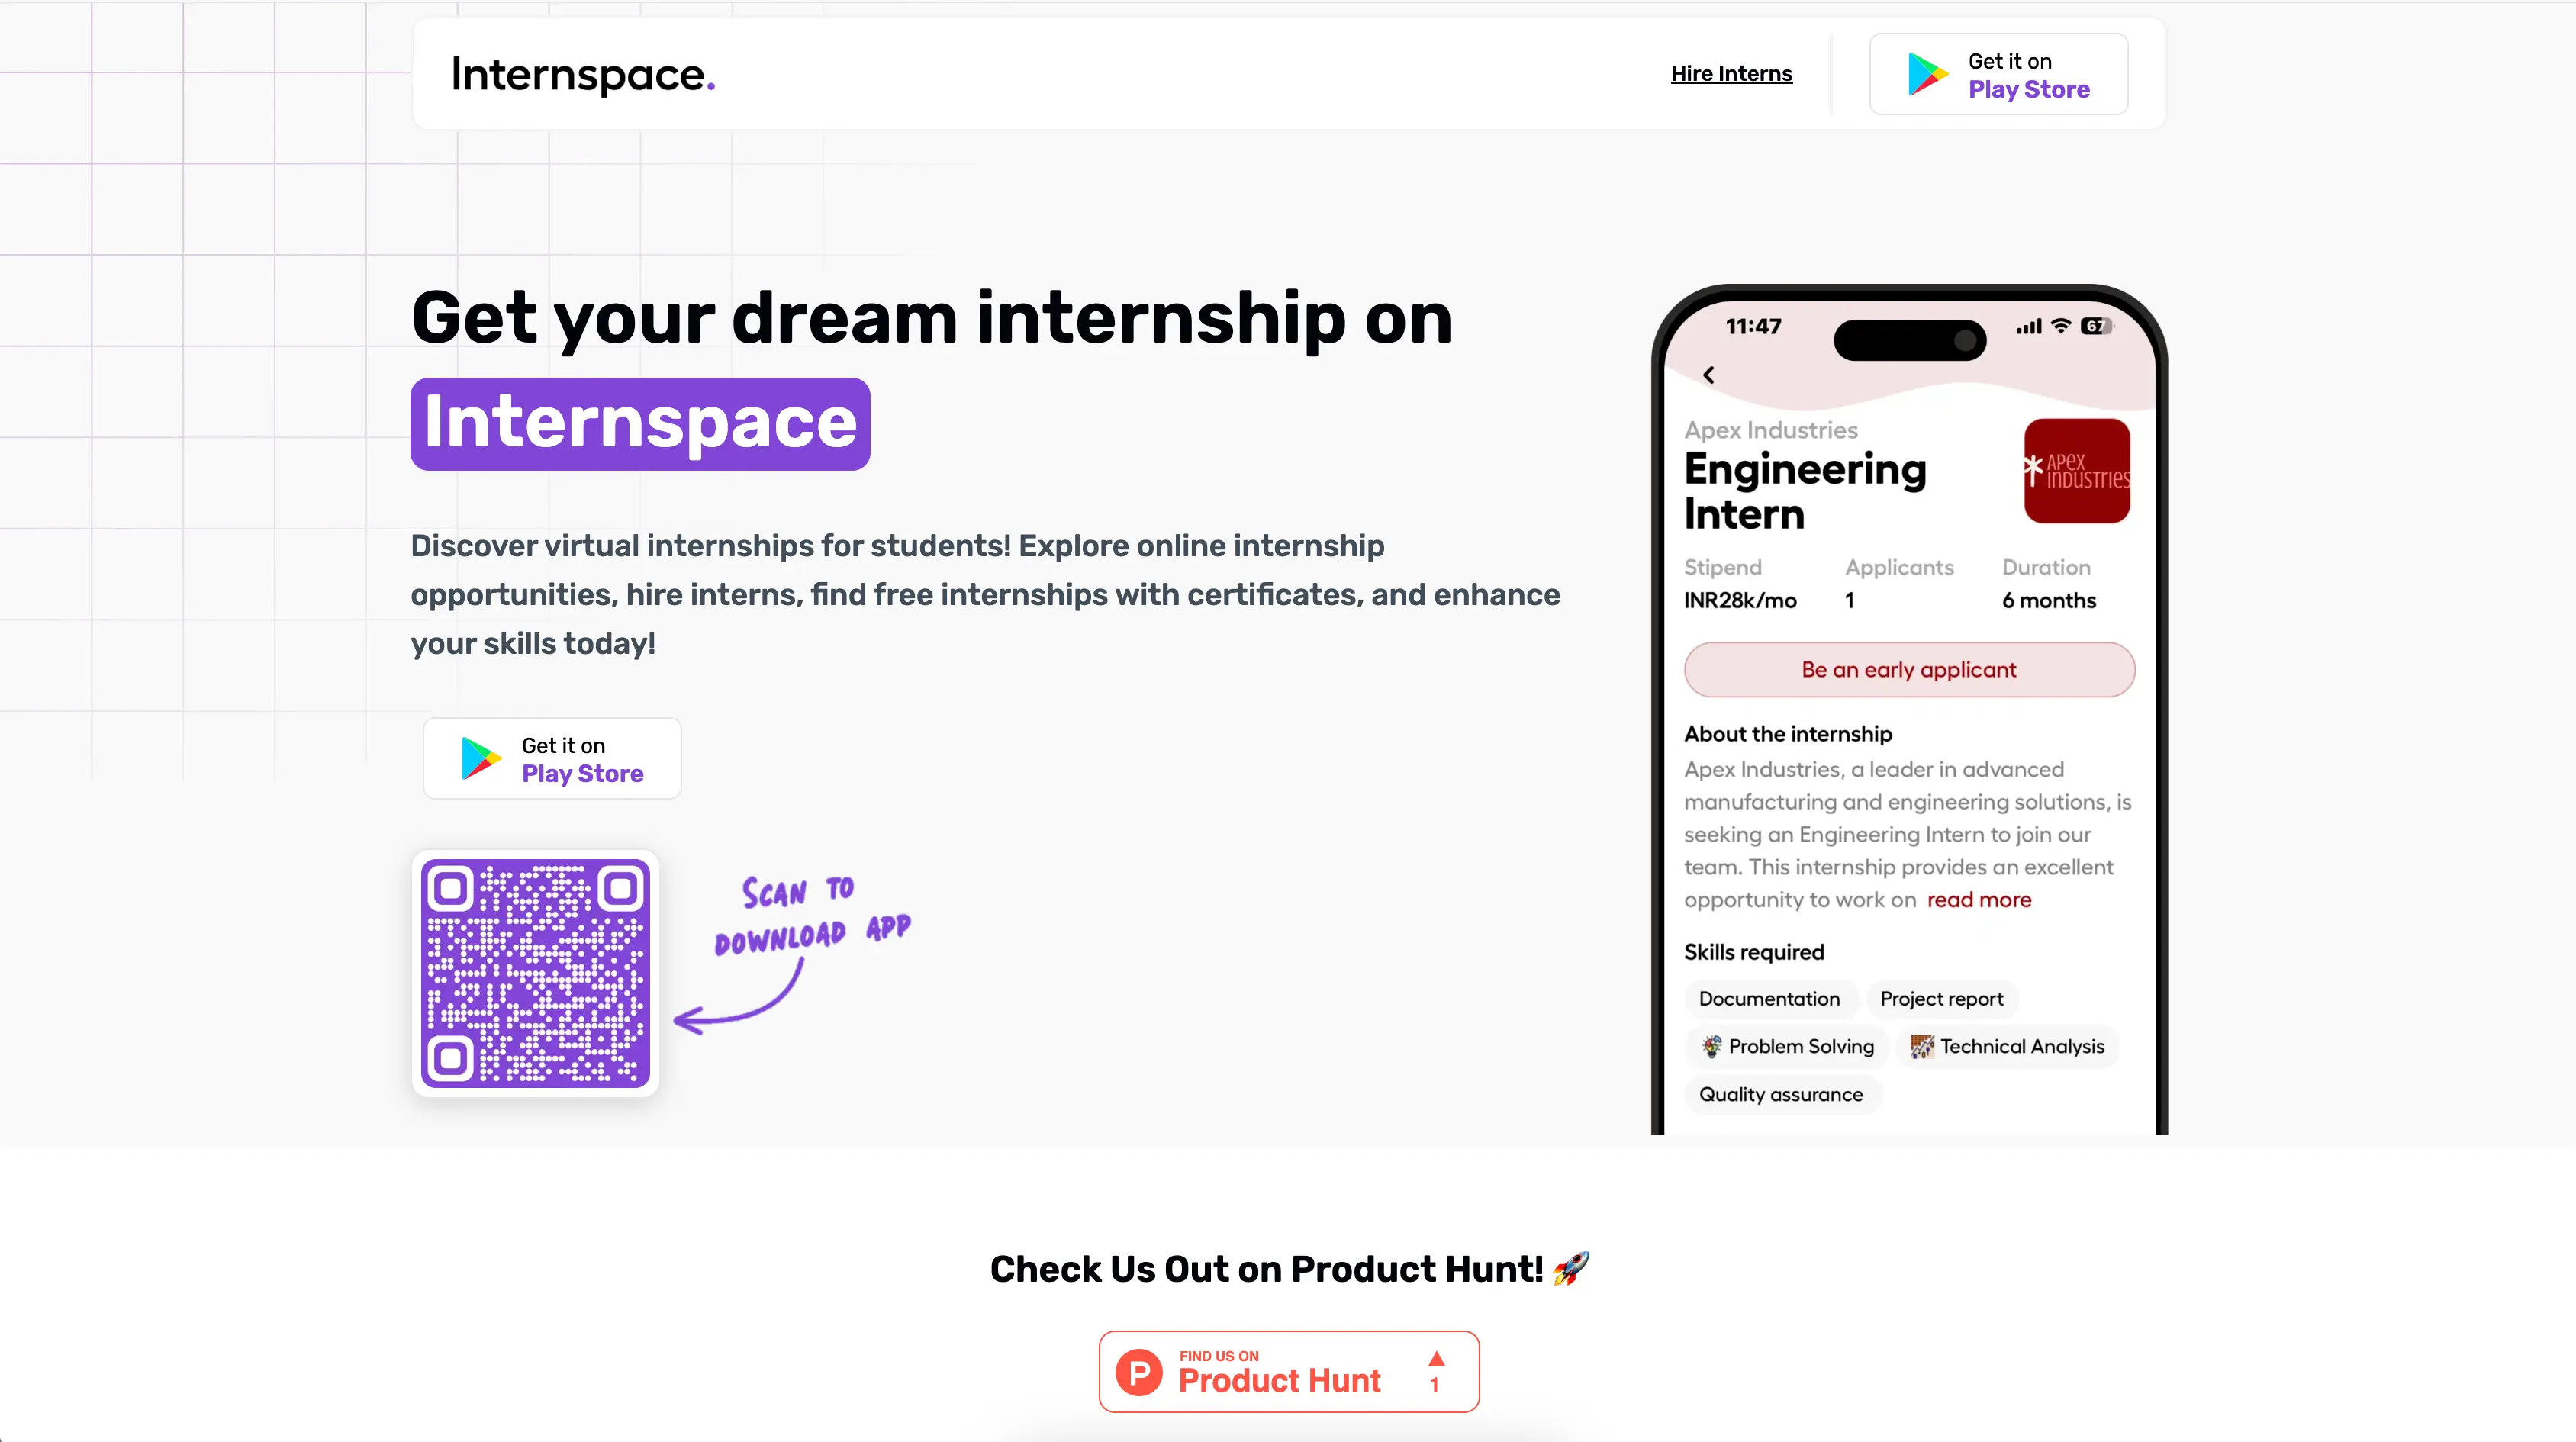 Internspace.
Hire Interns
Get it on
Play Store
Get your dream internship on
Internspace
Discover virtual internships for students! Explore online internship
opportunities, hire interns, find free internships with certificates, and enhance
your skills today!
Get it on
Play Store
SCAN TO
DOWNLOAD APP
11:47
67
Apex Industries
Engineering
Intern
APEX
INDUSTRIES
Stipend Applicants Duration
INR28k/mo 1 6 months
Be an early applicant
About the internship
Apex Industries, a leader in advanced
manufacturing and engineering solutions, is
seeking an Engineering Intern to join our
team. This internship provides an excellent
opportunity to work on read more
Skills required
Documentation Project report
Problem Solving Technical Analysis
Quality assurance
Check Us Out on Product Hunt! 🚀
P
FIND US ON
Product Hunt
▲
1